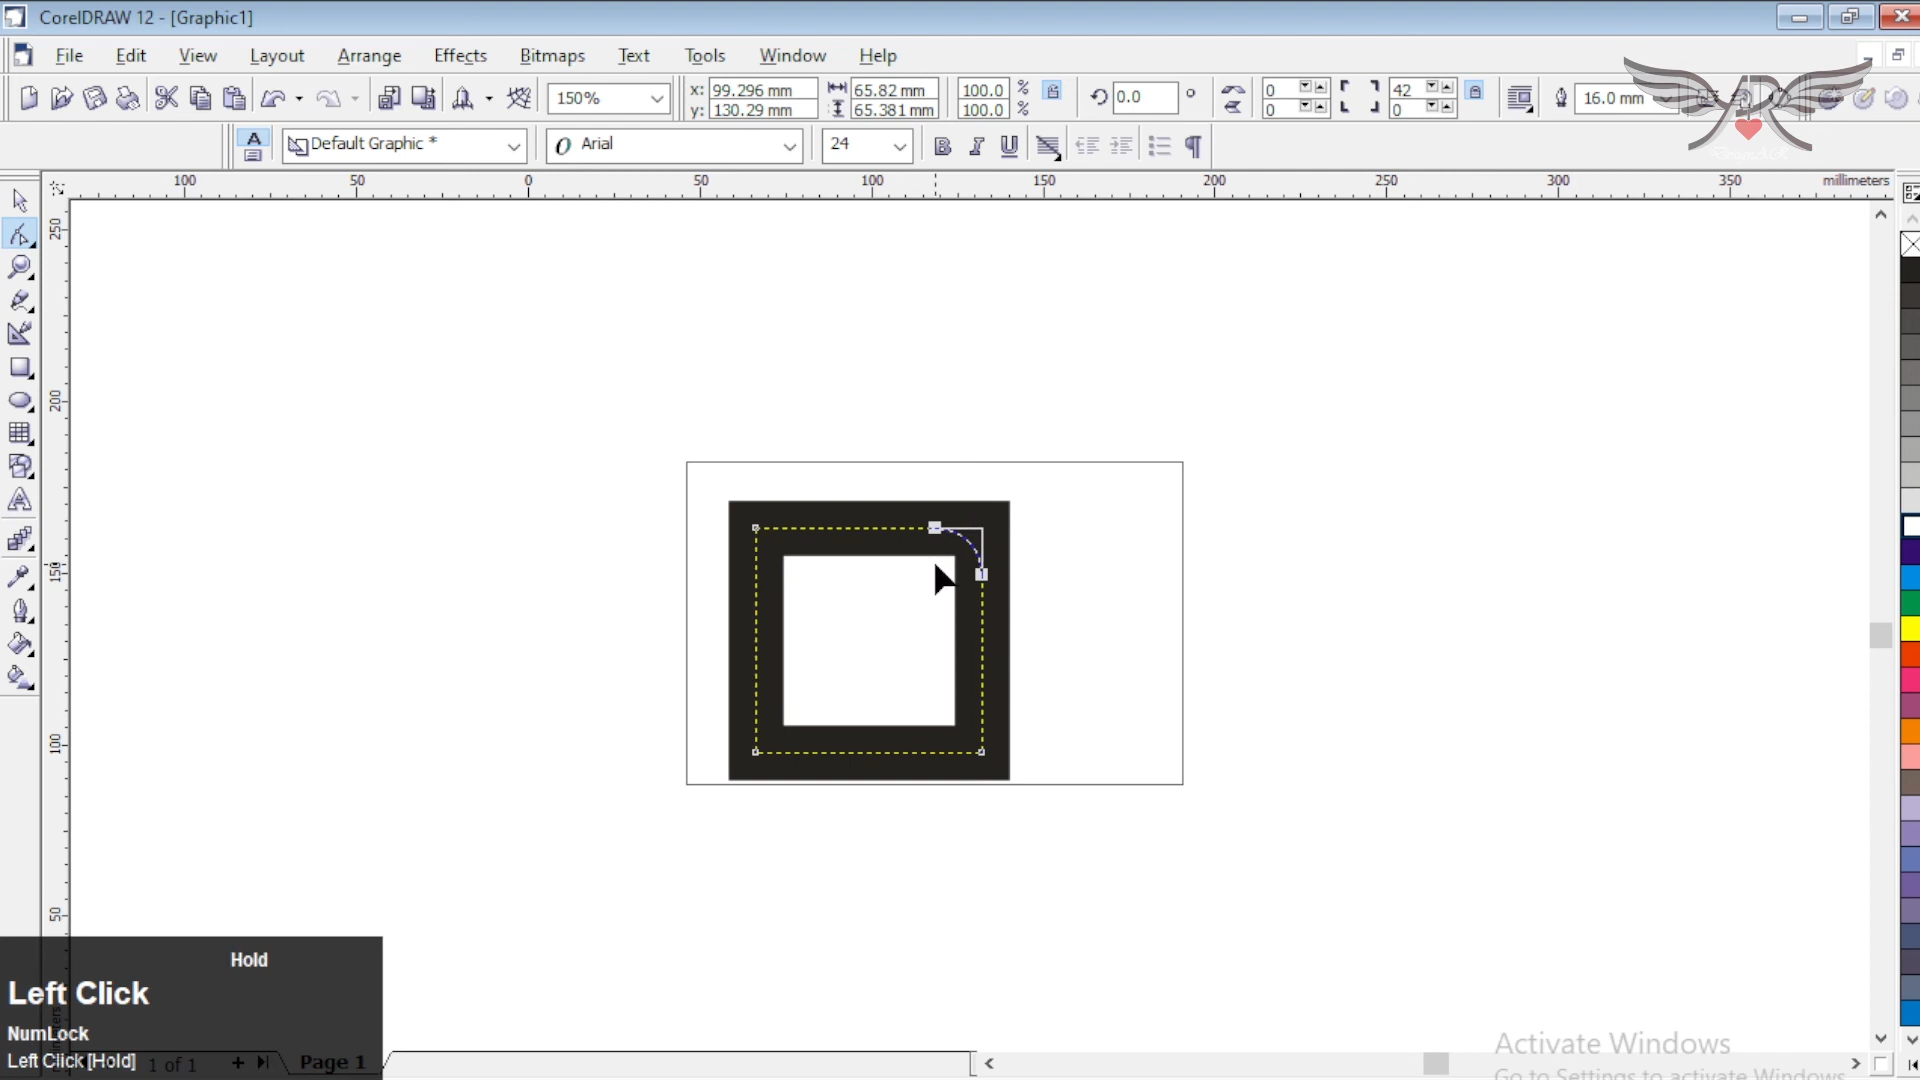 CorelDRAW 12 - [Graphic1]
File Edit View Layout Arrange Effects Bitmaps Text Tools Window Help
150% x: 99.296 mm 65.82 mm 100.0 % 0.0 0 42 16.0 mm
y: 130.29 mm 65.381 mm 100.0 % 0 0
Default Graphic * Arial 24
100 50 0 50 100 150 200 250 300 350 millimeters
250
200
150
100
50
Hold
Left Click
NumLock
Left Click [Hold]
1 of 1 Page 1
Activate Windows
Go to Settings to activate Windows.